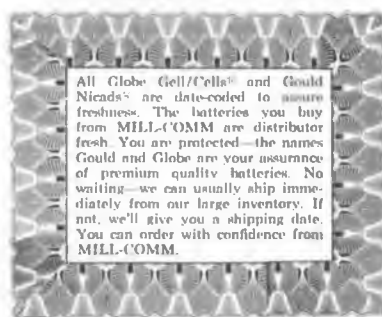 All Globe Gell/Cells™ and Gould
Nicads™ are date-coded to assure
freshness. The batteries you buy
from MILL-COMM are distributor
fresh. You are protected—the names
Gould and Globe are your assurance
of premium quality batteries. No
waiting—we can usually ship imme-
diately from our large inventory. If
not, we'll give you a shipping date.
You can order with confidence from
MILL-COMM.